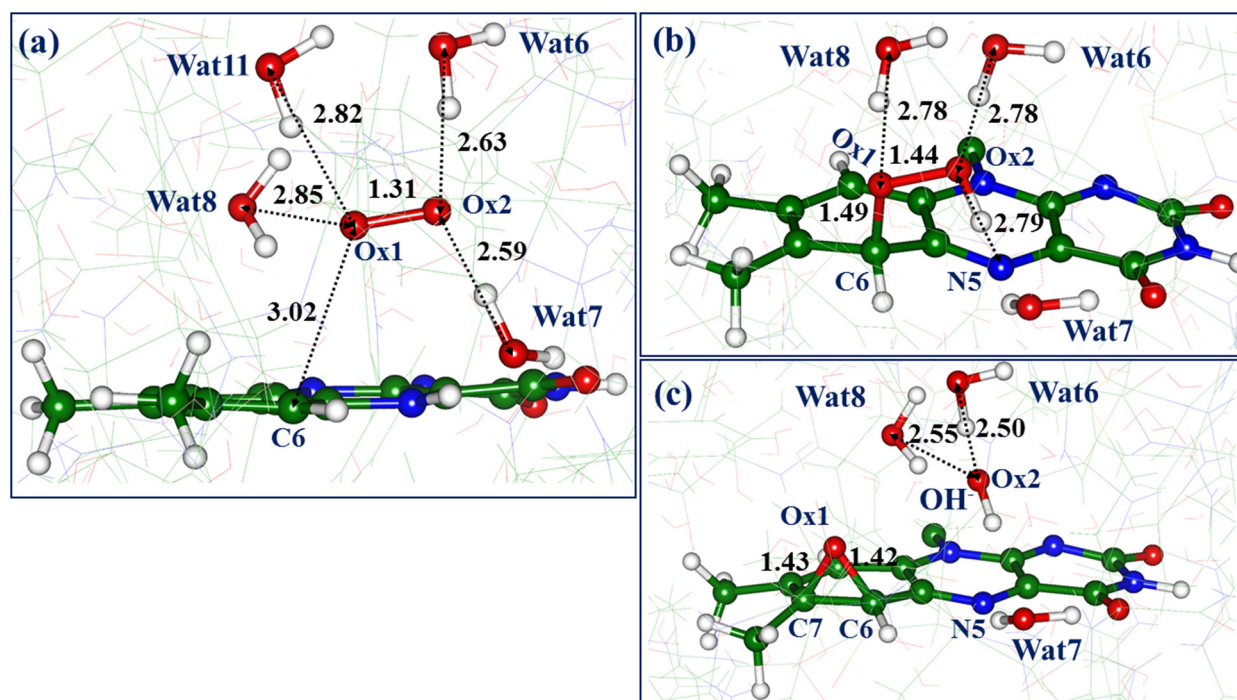 (a)
Wat11
Wat6
2.82
2.63
Wat8
2.85
1.31
Ox2
Ox1
2.59
3.02
Wat7
C6
(b)
Wat8
Wat6
2.78
2.78
Ox1
1.44
Ox2
1.49
2.79
C6
N5
Wat7
(c)
Wat8
Wat6
2.55
2.50
Ox2
OH-
Ox1
1.43
1.42
C7
C6
N5
Wat7